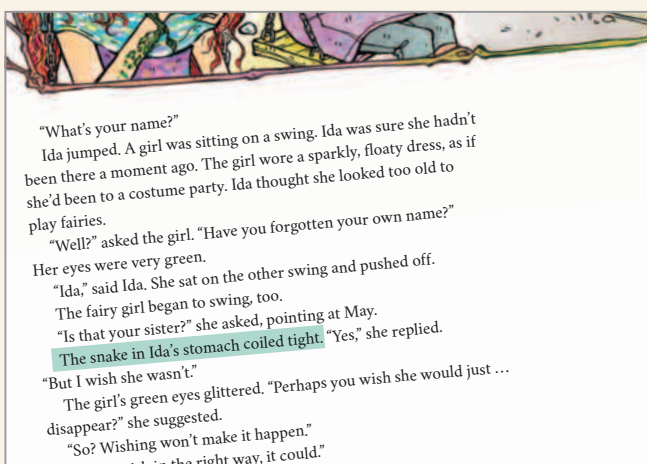 “What’s your name?”
Ida jumped. A girl was sitting on a swing. Ida was sure she hadn’t
been there a moment ago. The girl wore a sparkly, floaty dress, as if
she’d been to a costume party. Ida thought she looked too old to
play fairies.
“Well?” asked the girl. “Have you forgotten your own name?”
Her eyes were very green.
“Ida,” said Ida. She sat on the other swing and pushed off.
The fairy girl began to swing, too.
“Is that your sister?” she asked, pointing at May.
The snake in Ida’s stomach coiled tight. “Yes,” she replied.
“But I wish she wasn’t.”
The girl’s green eyes glittered. “Perhaps you wish she would just …
disappear?” she suggested.
“So? Wishing won’t make it happen.”
in the right way, it could.”